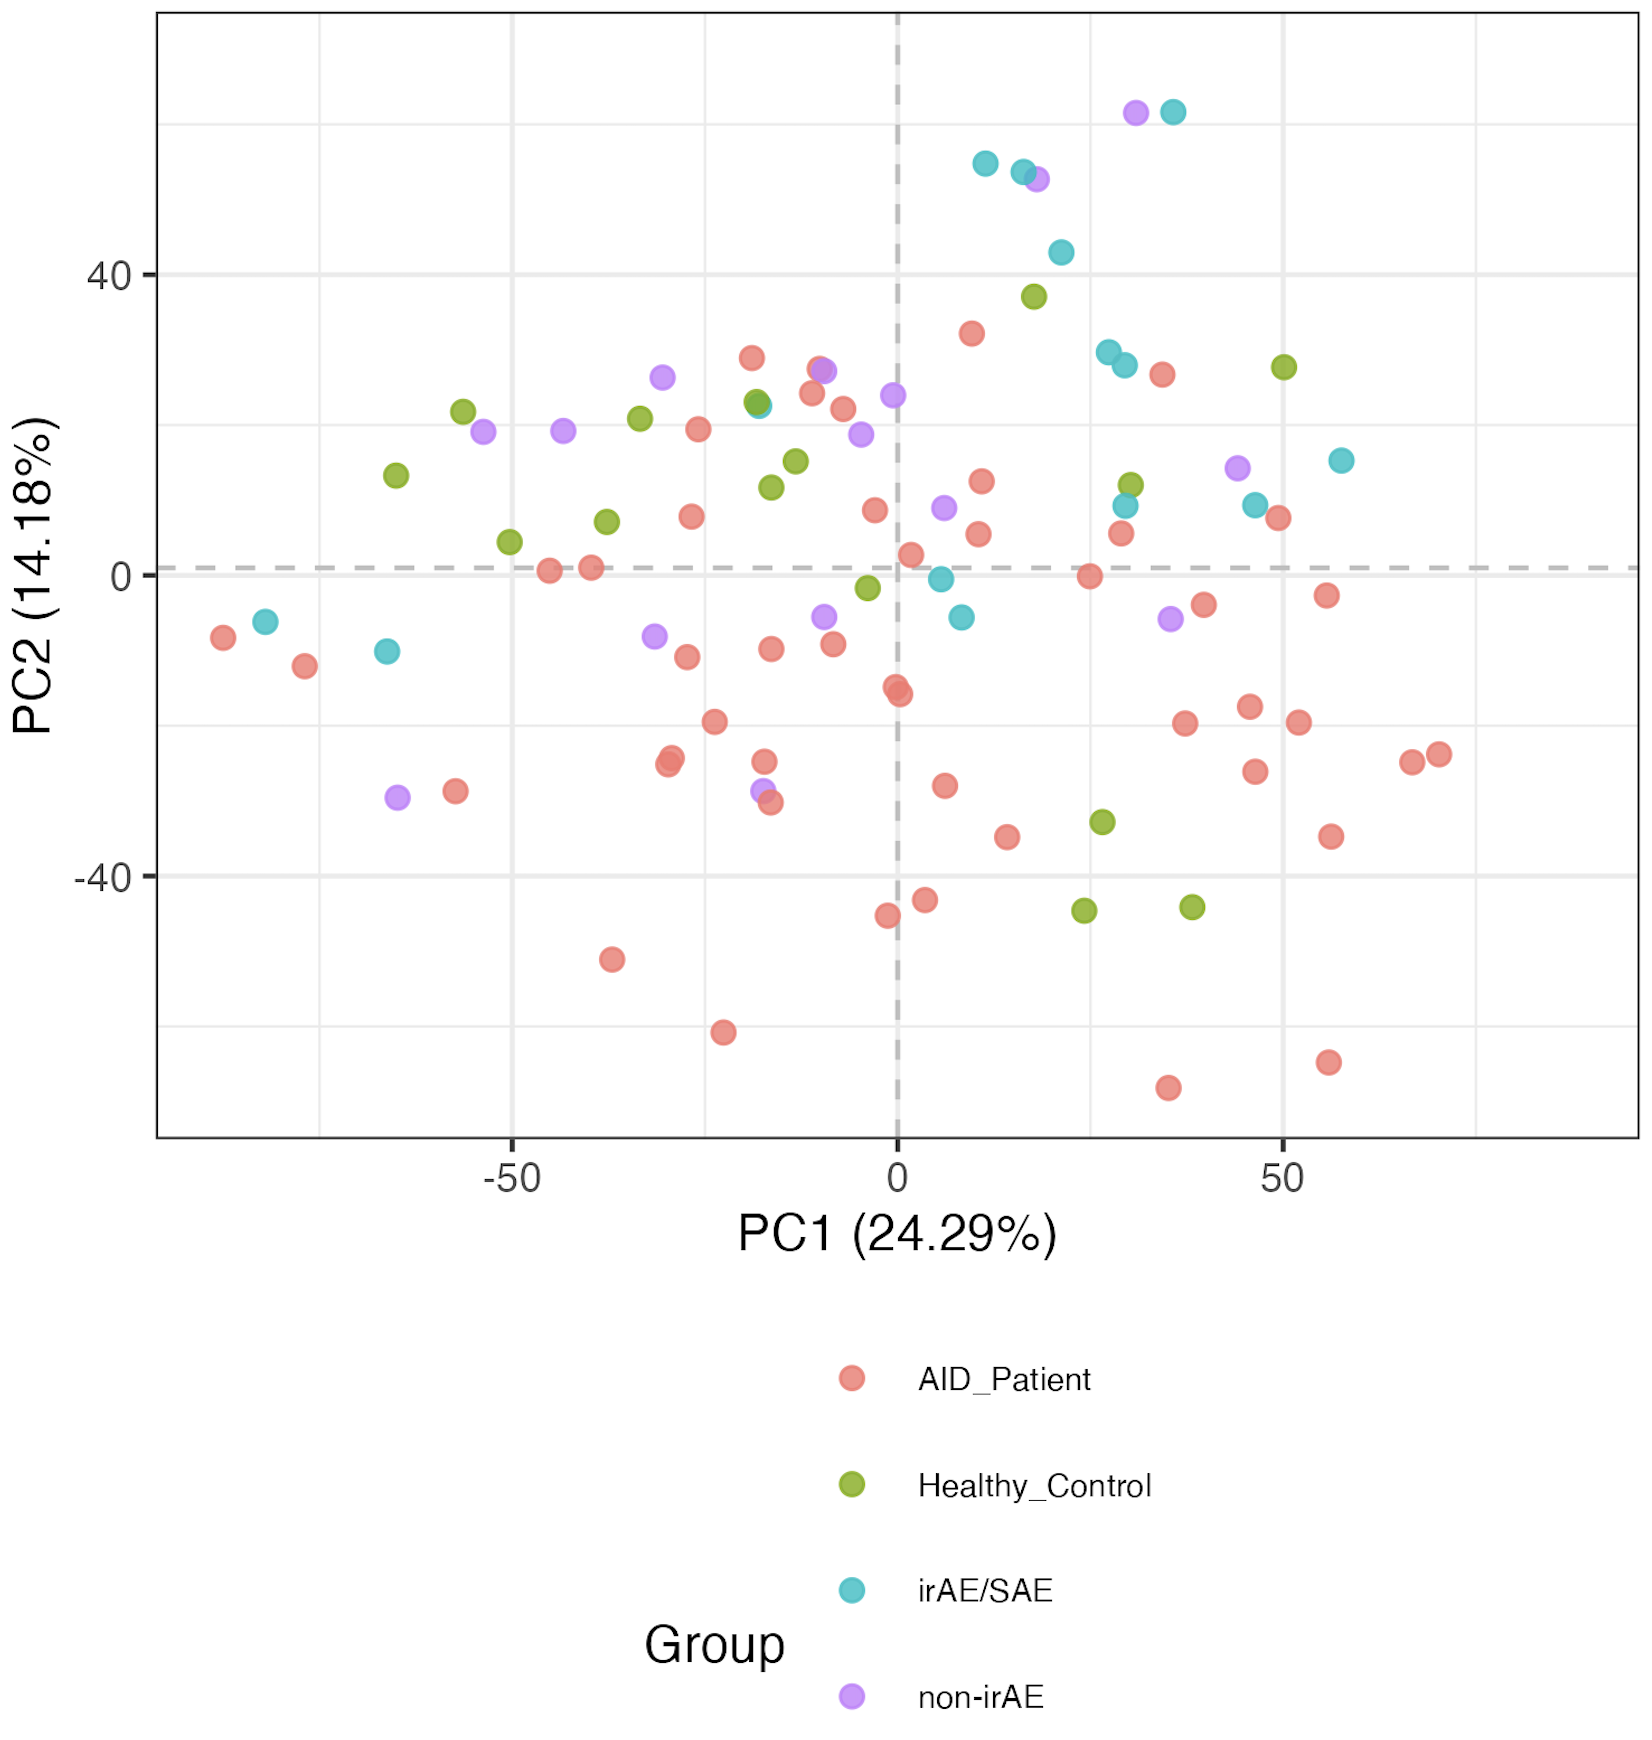 PC2 (14.18%)
40
0
-40
-50
0
50
PC1 (24.29%)
Group
AID_Patient
Healthy_Control
irAE/SAE
non-irAE